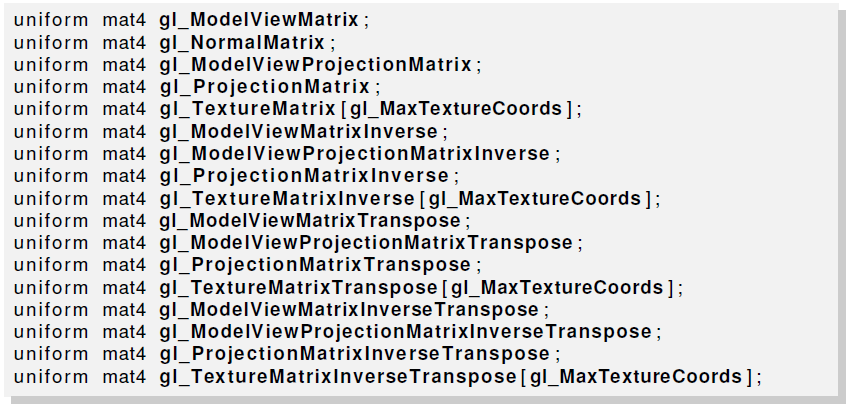 uniform mat4 gl_ModelViewMatrix;
uniform mat4 gl_NormalMatrix;
uniform mat4 gl_ModelViewProjectionMatrix;
uniform mat4 gl_ProjectionMatrix;
uniform mat4 gl_TextureMatrix[gl_MaxTextureCoords];
uniform mat4 gl_ModelViewMatrixInverse;
uniform mat4 gl_ModelViewProjectionMatrixInverse;
uniform mat4 gl_ProjectionMatrixInverse;
uniform mat4 gl_TextureMatrixInverse[gl_MaxTextureCoords];
uniform mat4 gl_ModelViewMatrixTranspose;
uniform mat4 gl_ModelViewProjectionMatrixTranspose;
uniform mat4 gl_ProjectionMatrixTranspose;
uniform mat4 gl_TextureMatrixTranspose[gl_MaxTextureCoords];
uniform mat4 gl_ModelViewMatrixInverseTranspose;
uniform mat4 gl_ModelViewProjectionMatrixInverseTranspose;
uniform mat4 gl_ProjectionMatrixInverseTranspose;
uniform mat4 gl_TextureMatrixInverseTranspose[gl_MaxTextureCoords];